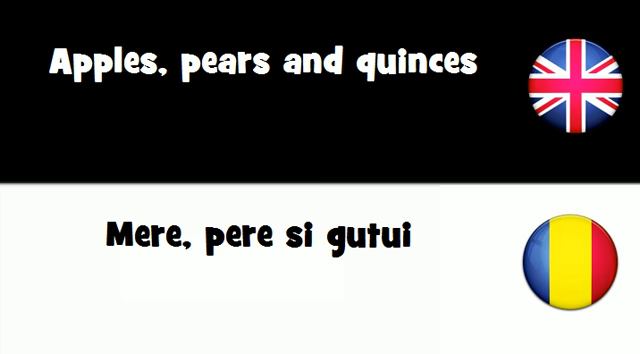 Apples, pears and quinces
Mere, pere si gutui